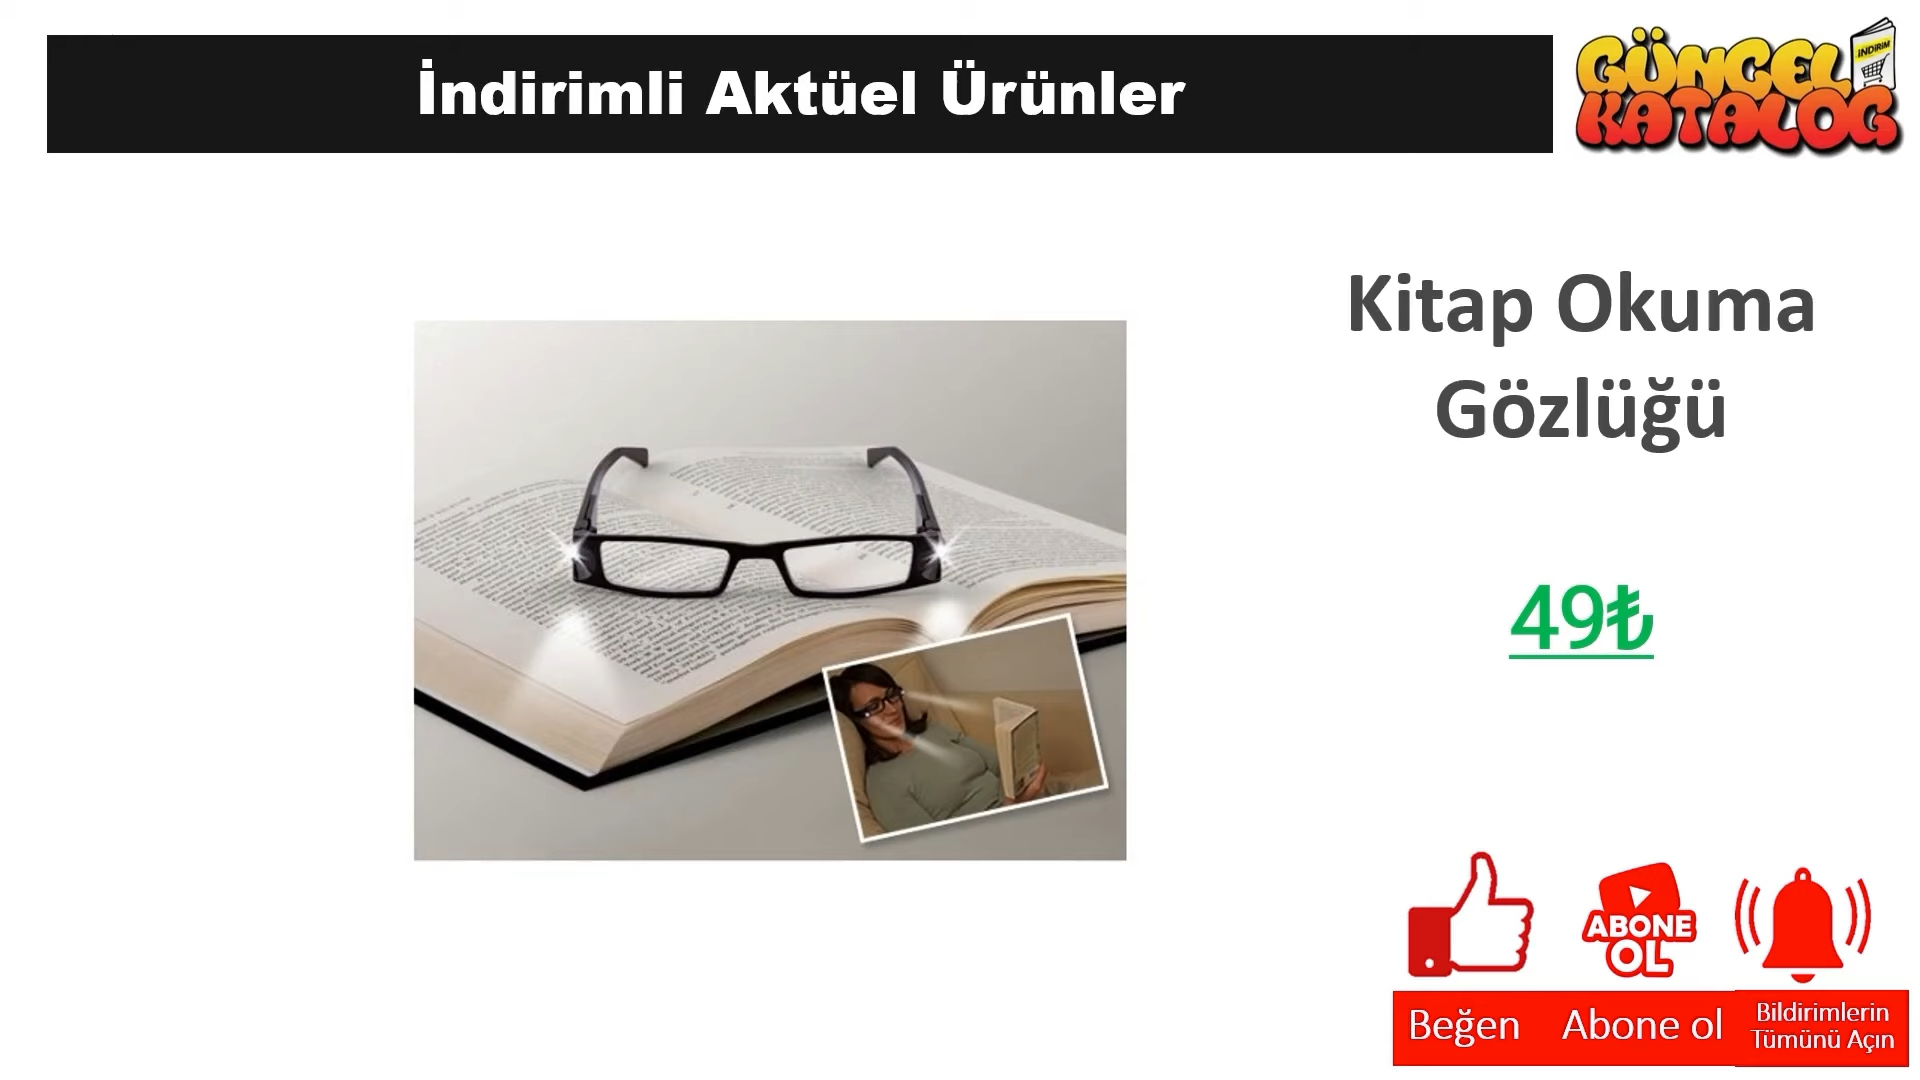 İndirimli Aktüel Ürünler
GÜNCEL
KATALOG
İNDİRİM
Kitap Okuma
Gözlüğü
49₺
ABONE
OL
Beğen
Abone ol
Bildirimlerin
Tümünü Açın